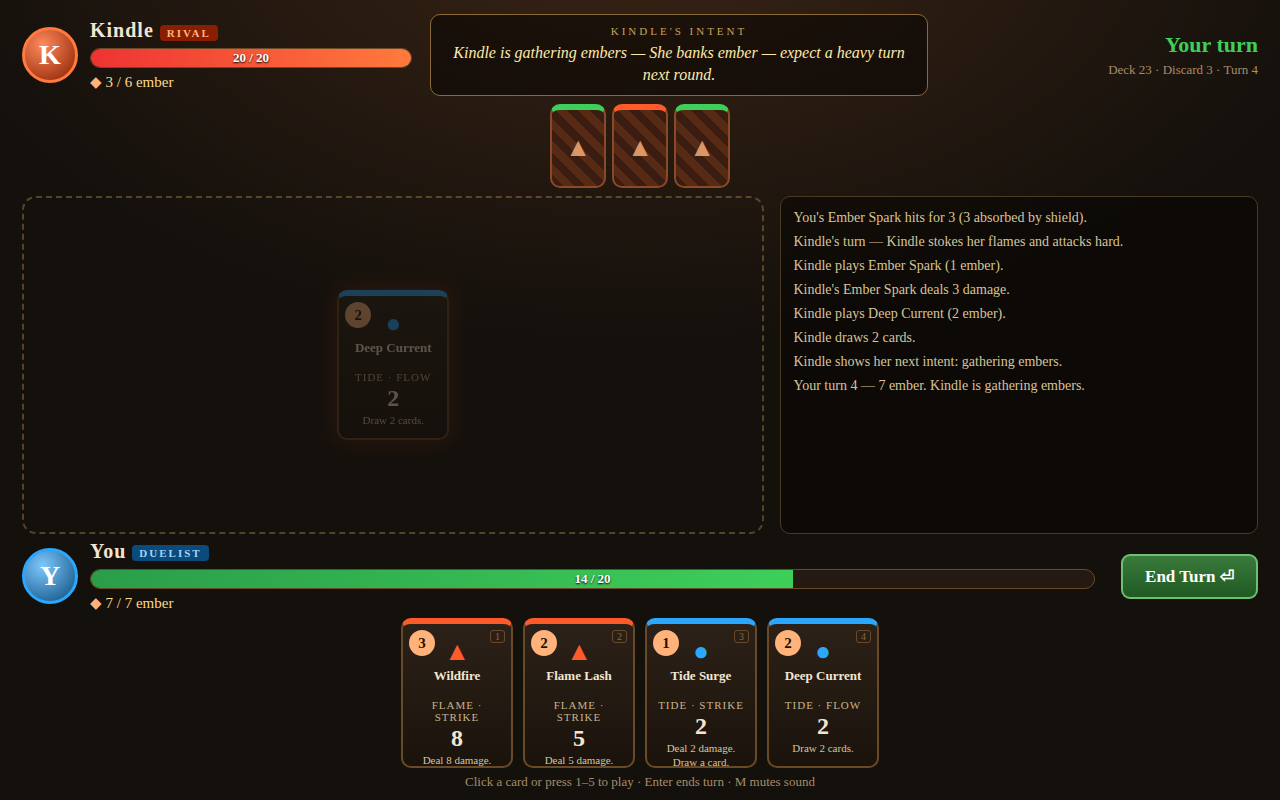 K
Kindle RIVAL
20 / 20
◆ 3 / 6 ember
KINDLE'S INTENT
Kindle is gathering embers — She banks ember — expect a heavy turn
next round.
Your turn
Deck 23 · Discard 3 · Turn 4
2
Deep Current
TIDE · FLOW
2
Draw 2 cards.
You's Ember Spark hits for 3 (3 absorbed by shield).
Kindle's turn — Kindle stokes her flames and attacks hard.
Kindle plays Ember Spark (1 ember).
Kindle's Ember Spark deals 3 damage.
Kindle plays Deep Current (2 ember).
Kindle draws 2 cards.
Kindle shows her next intent: gathering embers.
Your turn 4 — 7 ember. Kindle is gathering embers.
Y
You DUELIST
14 / 20
◆ 7 / 7 ember
End Turn ⏎
3 1
Wildfire
FLAME ·
STRIKE
8
Deal 8 damage.
2 2
Flame Lash
FLAME ·
STRIKE
5
Deal 5 damage.
1 3
Tide Surge
TIDE · STRIKE
2
Deal 2 damage.
Draw a card.
2 4
Deep Current
TIDE · FLOW
2
Draw 2 cards.
Click a card or press 1–5 to play · Enter ends turn · M mutes sound